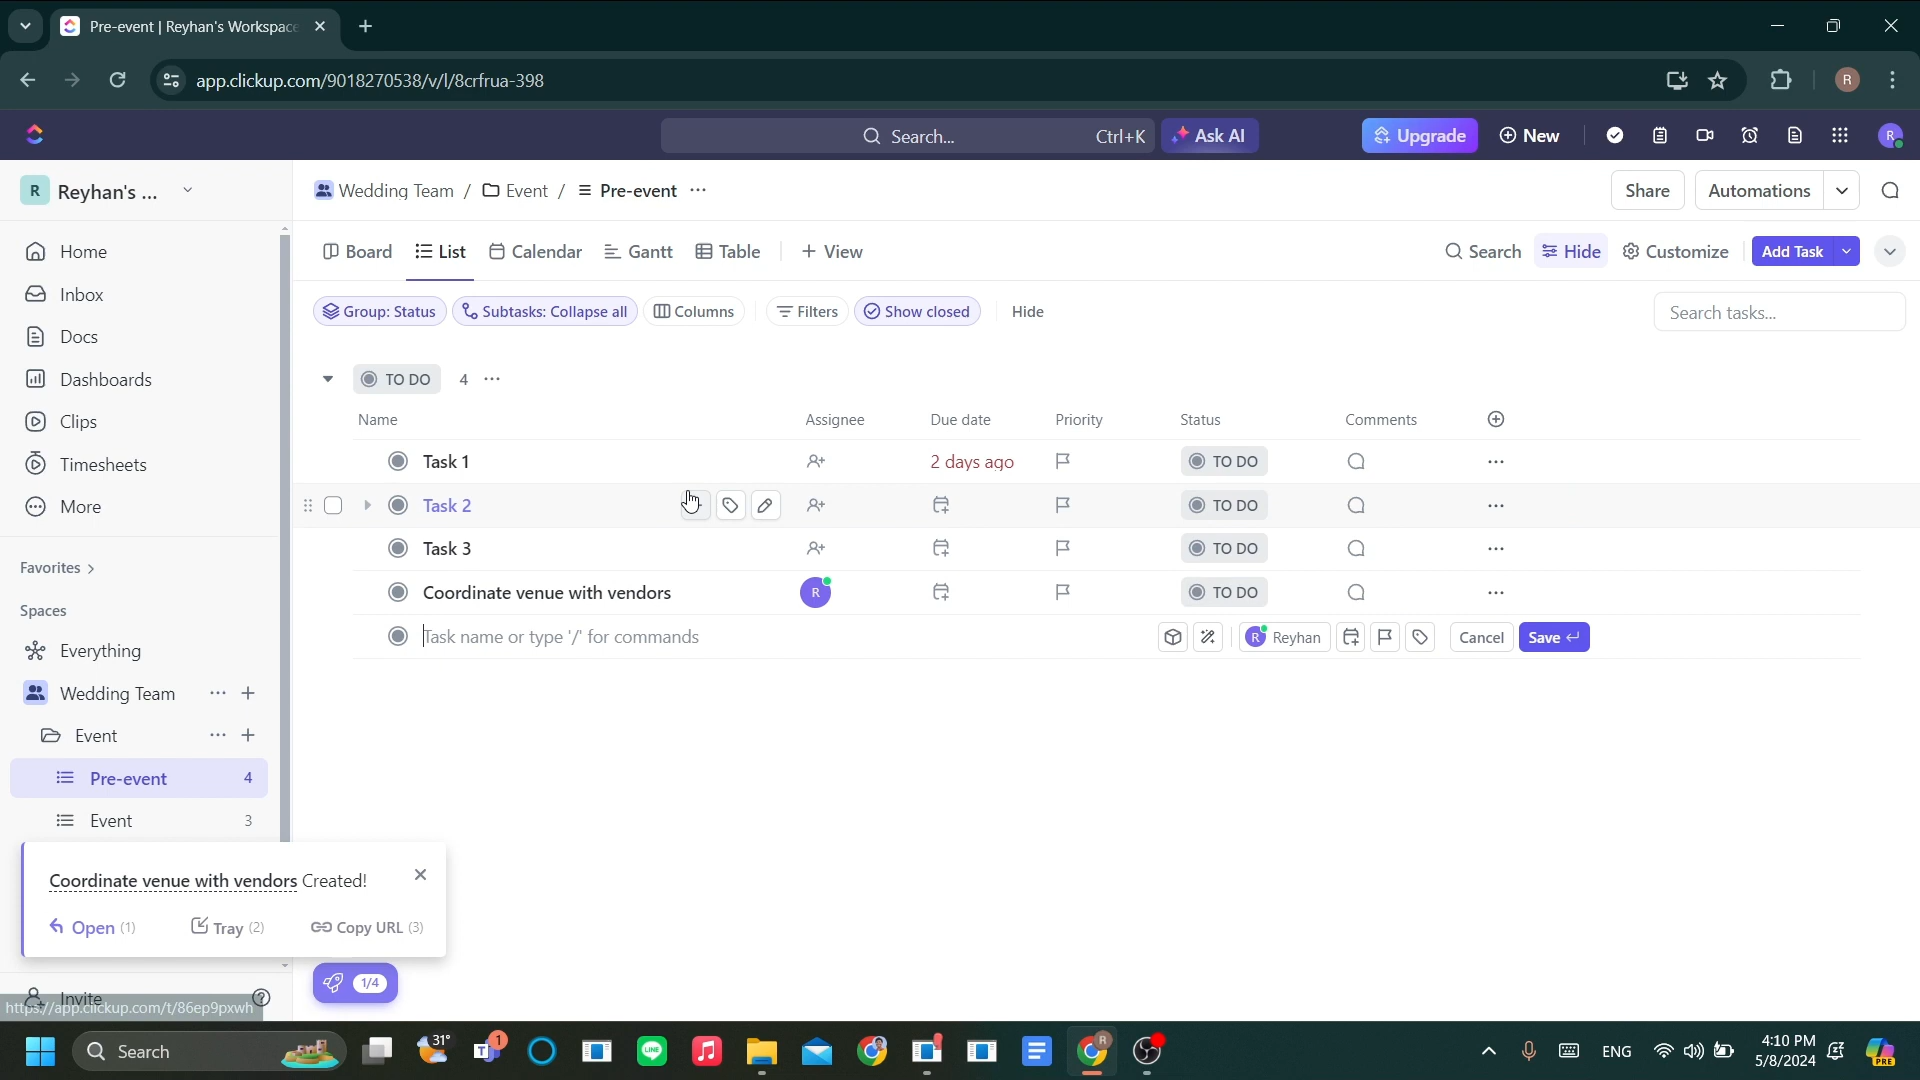 Pre-event | Reyhan's Workspace
app.clickup.com/9018270538/v/l/8crfrua-398
R
Search... Ctrl+K
Ask AI
Upgrade
New
R
R Reyhan's ...
Wedding Team / Event / Pre-event ...
Share
Automations
Home
Inbox
Docs
Dashboards
Clips
Timesheets
More
Favorites
Spaces
Everything
Wedding Team
Event
Pre-event 4
Event 3
Board List Calendar Gantt Table + View
Search Hide Customize Add Task
Group: Status Subtasks: Collapse all Columns Filters Show closed Hide
Search tasks...
TO DO 4 ...
Name Assignee Due date Priority Status Comments
Task 1 2 days ago TO DO ...
Task 2 TO DO ...
Task 3 TO DO ...
Coordinate venue with vendors R TO DO ...
Task name or type '/' for commands R Reyhan Cancel Save
Coordinate venue with vendors Created!
Open (1) Tray (2) Copy URL (3)
Invite
https://app.clickup.com/t/86ep9pxwh
1/4
Search
31°
1
ENG
4:10 PM
5/8/2024
PRE